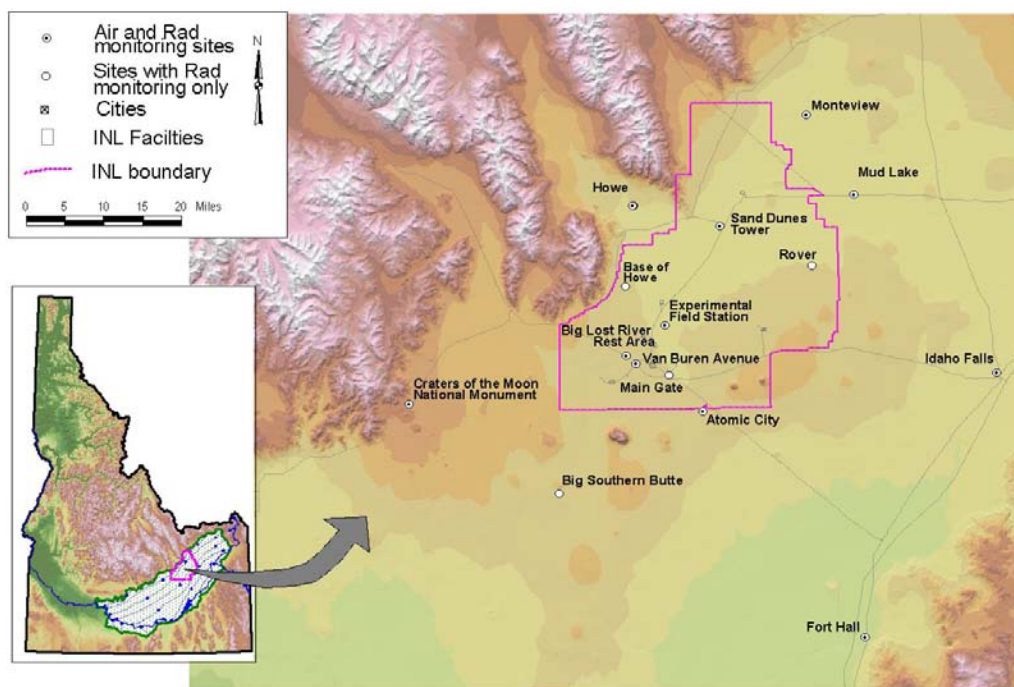 Air and Rad
monitoring sites
Sites with Rad
monitoring only
Cities
INL Facilties
INL boundary
N
0 5 10 15 20 Miles
Monteview
Mud Lake
Howe
Sand Dunes
Tower
Rover
Base of
Howe
Experimental
Field Station
Big Lost River
Rest Area
Van Buren Avenue
Main Gate
Idaho Falls
Craters of the Moon
National Monument
Atomic City
Big Southern Butte
Fort Hall